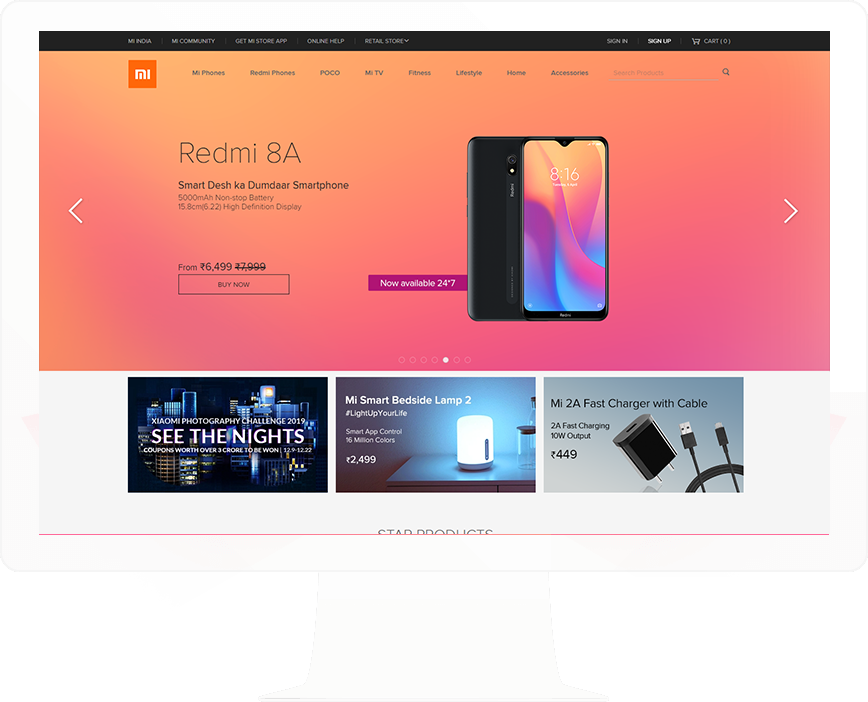 MI INDIA MI COMMUNITY GET MI STORE APP ONLINE HELP RETAIL STORE SIGN IN SIGN UP CART ( 0 )
mi Mi Phones Redmi Phones POCO Mi TV Fitness Lifestyle Home Accessories Search Products
Redmi 8A
Smart Desh ka Dumdaar Smartphone
5000mAh Non-stop Battery
15.8cm(6.22) High Definition Display
8:16
Redmi
From ₹6,499 ₹7,999
BUY NOW
Now available 24*7
Redmi
XIAOMI PHOTOGRAPHY CHALLENGE 2019
SEE THE NIGHTS
COUPONS WORTH OVER 3 CRORE TO BE WON | 12.9-12.22
Mi Smart Bedside Lamp 2
#LightUpYourLife
Smart App Control
16 Million Colors
₹2,499
Mi 2A Fast Charger with Cable
2A Fast Charging
10W Output
₹449
STAR PRODUCTS